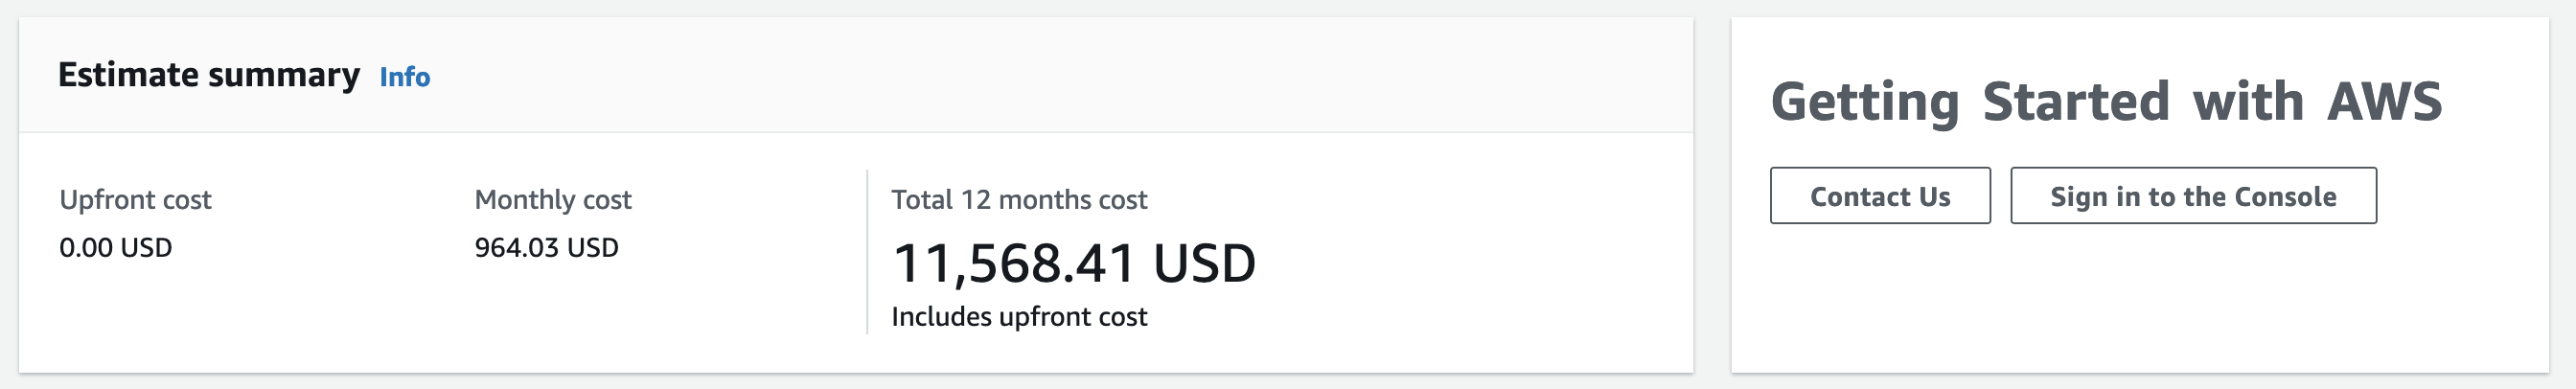 Estimate summary Info
Upfront cost
0.00 USD
Monthly cost
964.03 USD
Total 12 months cost
11,568.41 USD
Includes upfront cost
Getting Started with AWS
Contact Us
Sign in to the Console